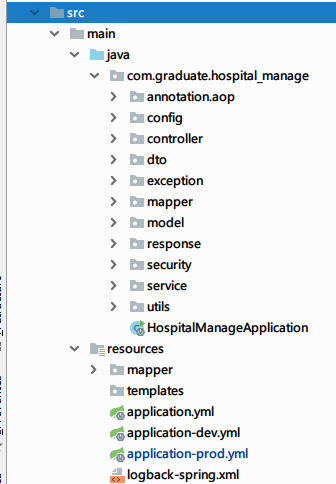 src
main
java
com.graduate.hospital_manage
annotation.aop
config
controller
dto
exception
mapper
model
response
security
service
utils
HospitalManageApplication
resources
mapper
templates
application.yml
application-dev.yml
application-prod.yml
logback-spring.xml